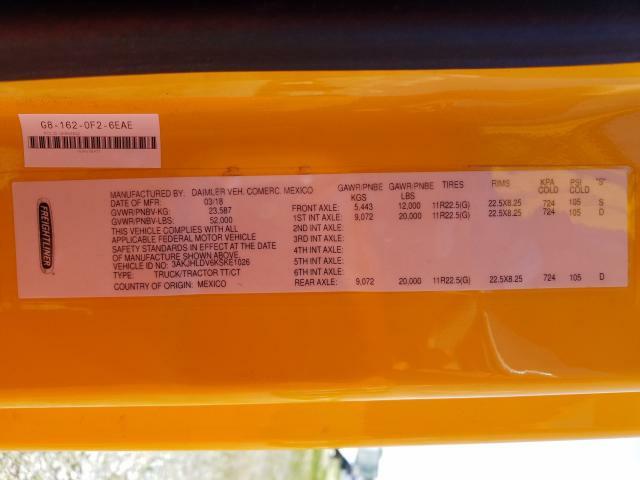 G8-162-0F2-6EAE
FREIGHTLINER
MANUFACTURED BY: DAIMLER VEH. COMERC. MEXICO
DATE OF MFR: 03/18
GVWR/PNBV-KG: 23,587
GVWR/PNBV-LBS: 52,000
THIS VEHICLE COMPLIES WITH ALL
APPLICABLE FEDERAL MOTOR VEHICLE
SAFETY STANDARDS IN EFFECT ON THE DATE
OF MANUFACTURE SHOWN ABOVE.
VEHICLE ID NO.: 3AKJHLDV6KSKE1026
TYPE: TRUCK/TRACTOR TT/CT
COUNTRY OF ORIGIN: MEXICO
GAWR/PNBE KGS GAWR/PNBE LBS TIRES RIMS KPA COLD PSI COLD "S"
FRONT AXLE: 5,443 12,000 11R22.5(G) 22.5X8.25 724 105 S
1ST INT AXLE: 9,072 20,000 11R22.5(G) 22.5X8.25 724 105 D
2ND INT AXLE:
3RD INT AXLE:
4TH INT AXLE:
5TH INT AXLE:
6TH INT AXLE:
REAR AXLE: 9,072 20,000 11R22.5(G) 22.5X8.25 724 105 D